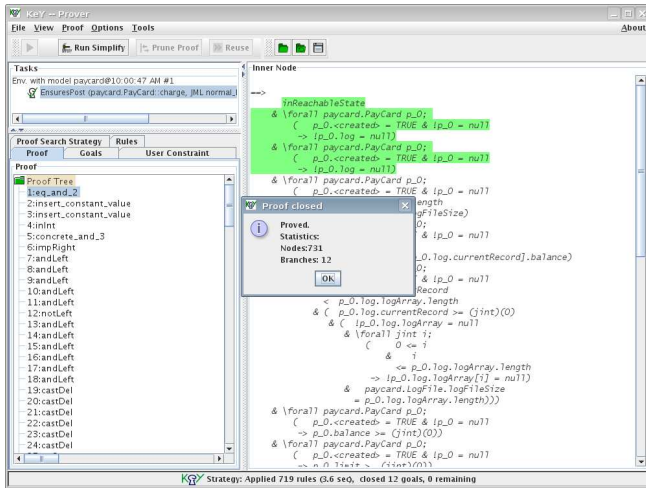 KeY -- Prover
File View Proof Options Tools About
Run Simplify Prune Proof Reuse
Tasks
Env. with model paycard@10:00:47 AM #1
EnsuresPost (paycard.PayCard::charge, JML normal_
Proof Search Strategy Rules
Proof Goals User Constraint
Proof
Proof Tree
1:eq_and_2
2:insert_constant_value
3:insert_constant_value
4:inInt
5:concrete_and_3
6:impRight
7:andLeft
8:andLeft
9:andLeft
10:andLeft
11:andLeft
12:notLeft
13:andLeft
14:andLeft
15:andLeft
16:andLeft
17:andLeft
18:andLeft
19:castDel
20:castDel
21:castDel
22:castDel
23:castDel
24:castDel
Inner Node
==>
inReachableState
& \forall paycard.PayCard p_0;
( p_0.<created> = TRUE & !p_0 = null
-> !p_0.log = null)
& \forall paycard.PayCard p_0;
( p_0.<created> = TRUE & !p_0 = null
-> !p_0.log = null)
& \forall paycard.PayCard p_0;
( p_0.<created> = TRUE & !p_0 = null
ength
gFileSize)
0;
& !p_0 = null
_0.log.currentRecord].balance)
0;
& !p_0 = null
Record
< p_0.log.logArray.length
& ( p_0.log.currentRecord >= (jint)(0)
& ( !p_0.log.logArray = null
& \forall jint i;
( 0 <= i
& i
<= p_0.log.logArray.length
-> !p_0.log.logArray[i] = null)
& paycard.LogFile.logFileSize
= p_0.log.logArray.length)))
& \forall paycard.PayCard p_0;
( p_0.<created> = TRUE & !p_0 = null
-> p_0.balance >= (jint)(0))
& \forall paycard.PayCard p_0;
( p_0.<created> = TRUE & !p_0 = null
-> p_0.limit > (jint)(0))
Proof closed
Proved.
Statistics:
Nodes:731
Branches: 12
OK
KeY Strategy: Applied 719 rules (3.6 sec), closed 12 goals, 0 remaining